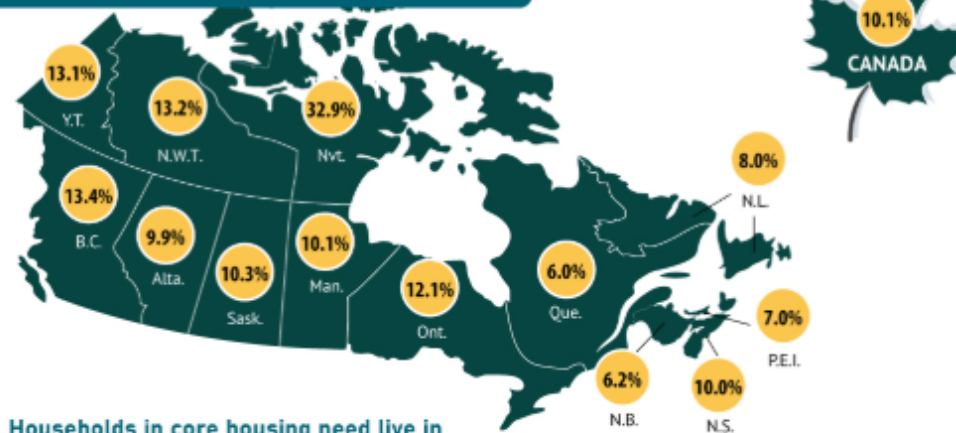 10.1%
CANADA
13.1%
Y.T.
13.2%
N.W.T.
32.9%
Nvt.
13.4%
B.C.
9.9%
Alta.
10.3%
Sask.
10.1%
Man.
12.1%
Ont.
6.0%
Que.
8.0%
N.L.
7.0%
P.E.I.
6.2%
N.B.
10.0%
N.S.
Households in core housing need live in